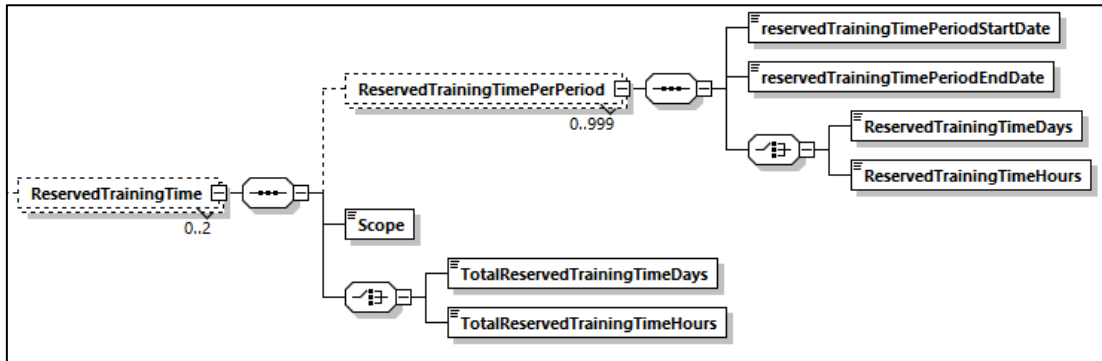 reservedTrainingTimePeriodStartDate
reservedTrainingTimePeriodEndDate
ReservedTrainingTimePerPeriod
0..999
ReservedTrainingTimeDays
ReservedTrainingTimeHours
ReservedTrainingTime
0..2
Scope
TotalReservedTrainingTimeDays
TotalReservedTrainingTimeHours